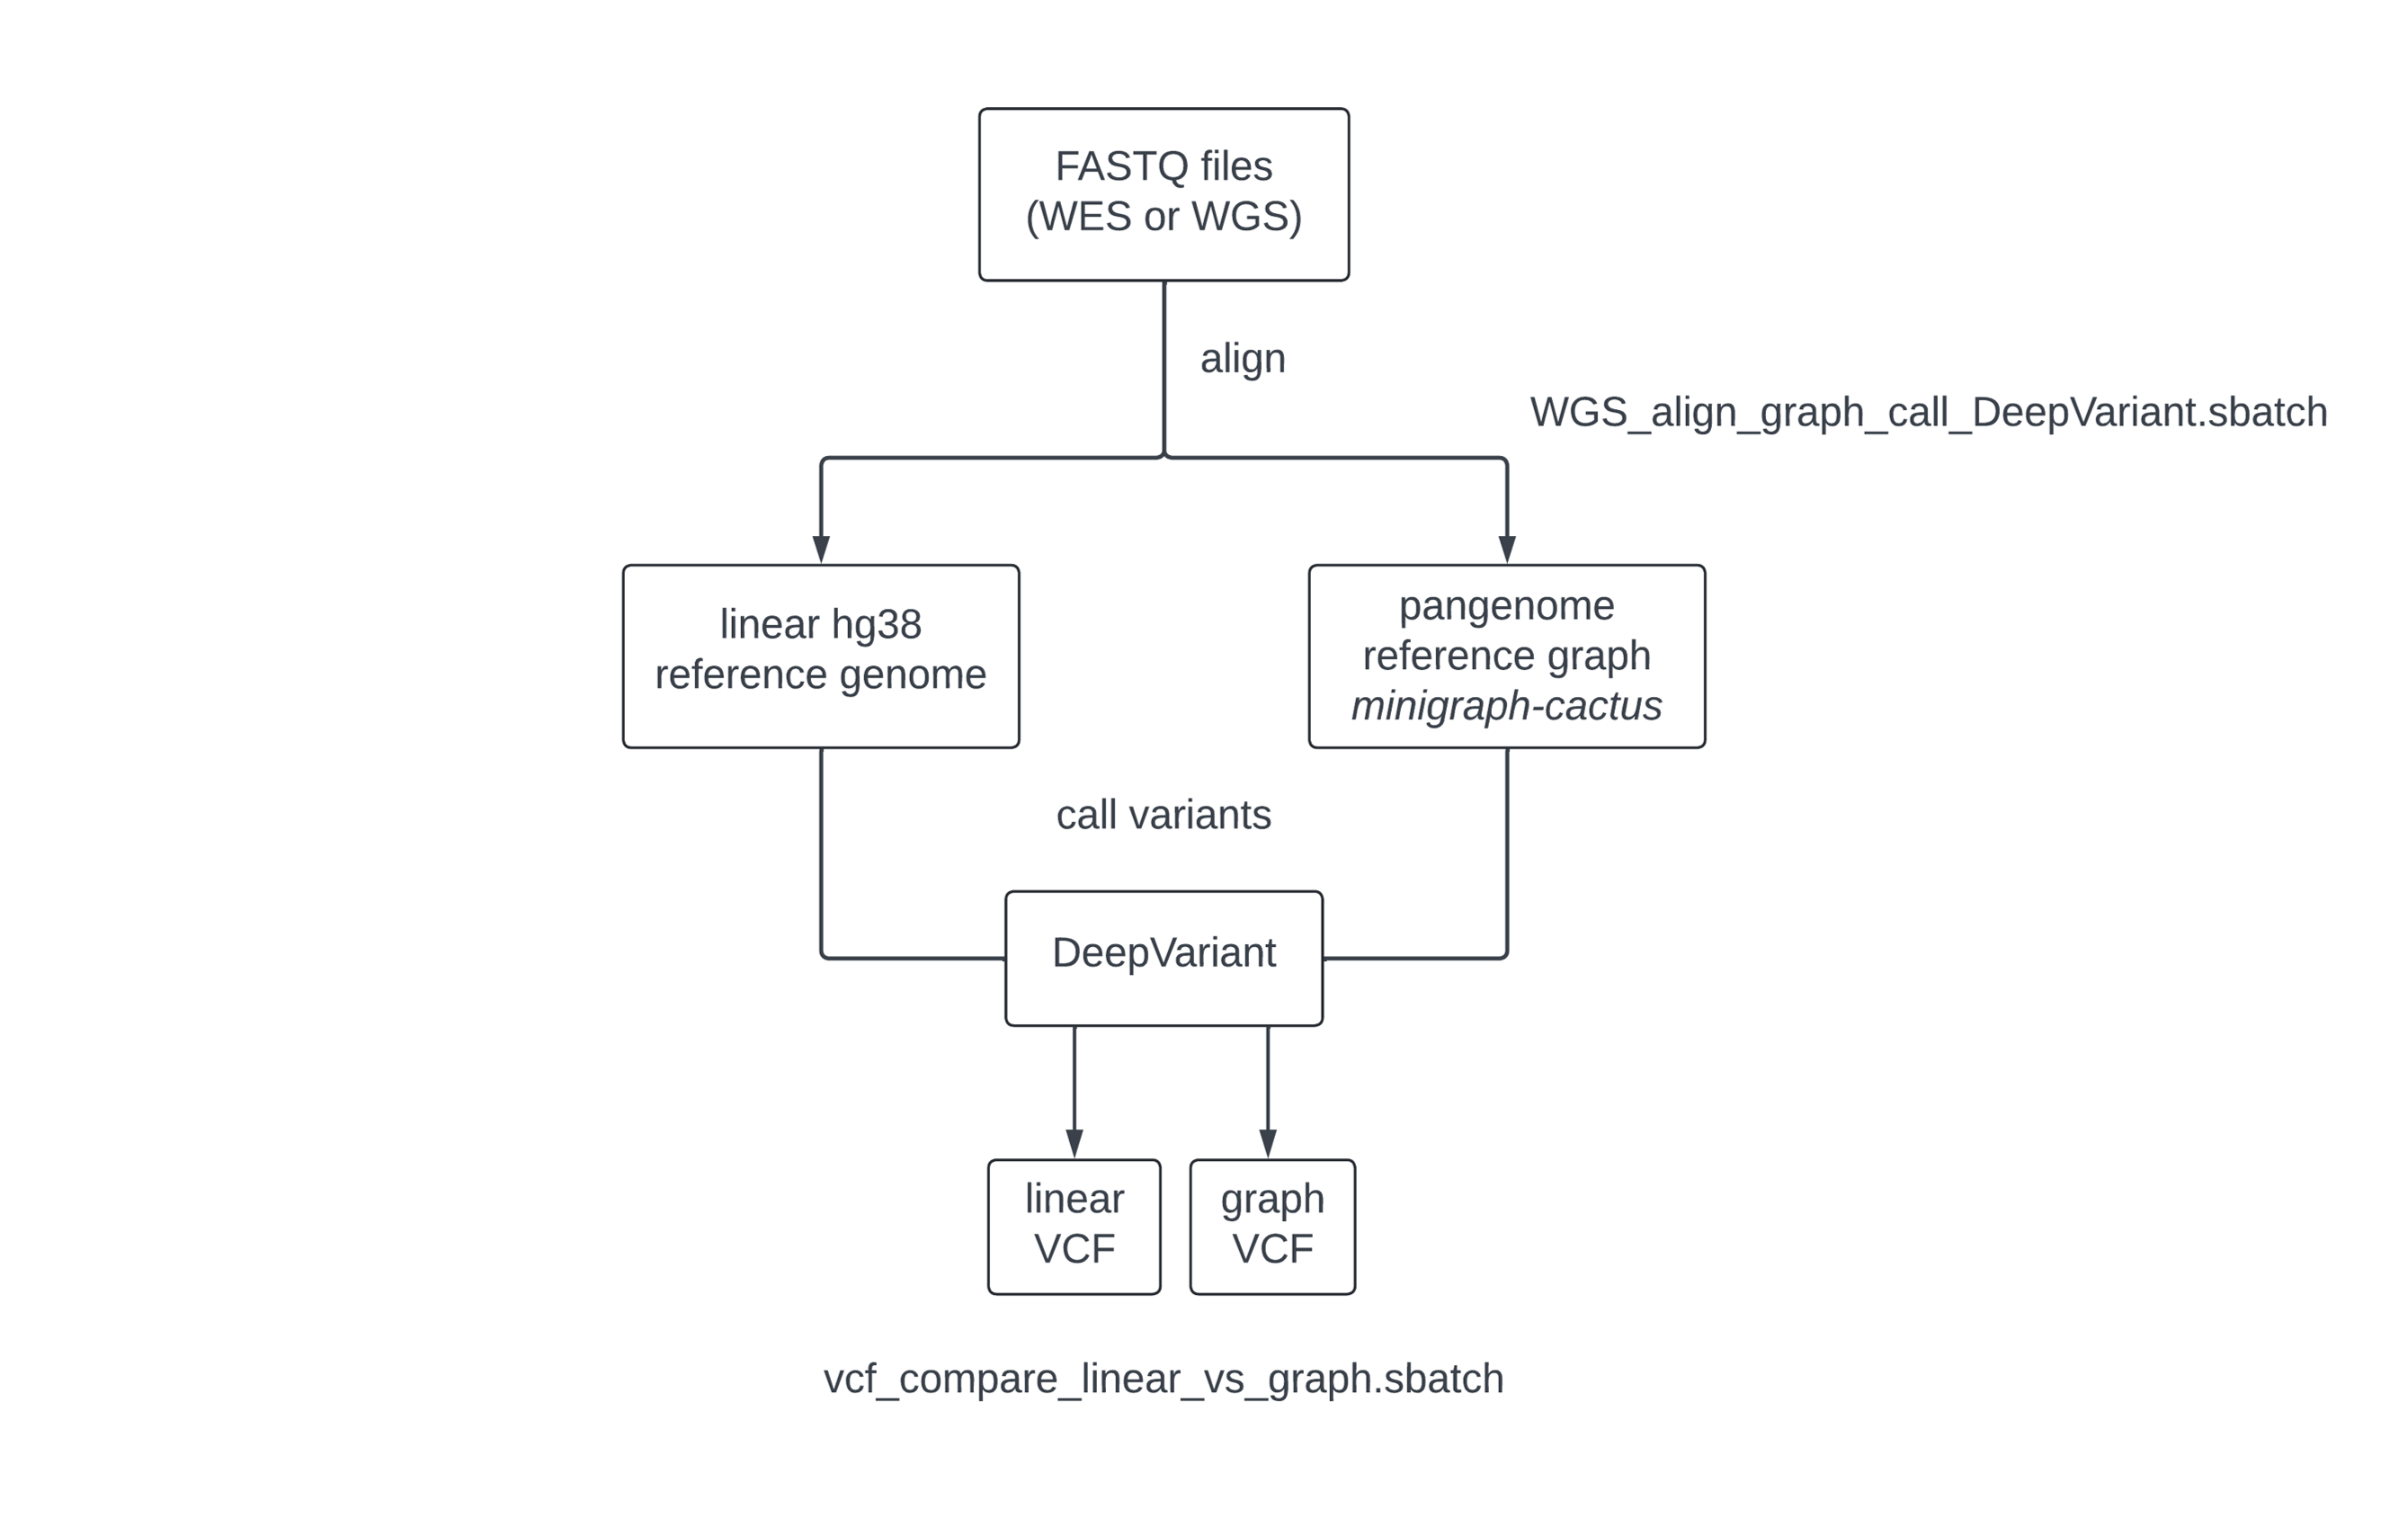 FASTQ files
(WES or WGS)
align
WGS_align_graph_call_DeepVariant.sbatch
linear hg38
reference genome
pangenome
reference graph
minigraph-cactus
call variants
DeepVariant
linear
VCF
graph
VCF
vcf_compare_linear_vs_graph.sbatch